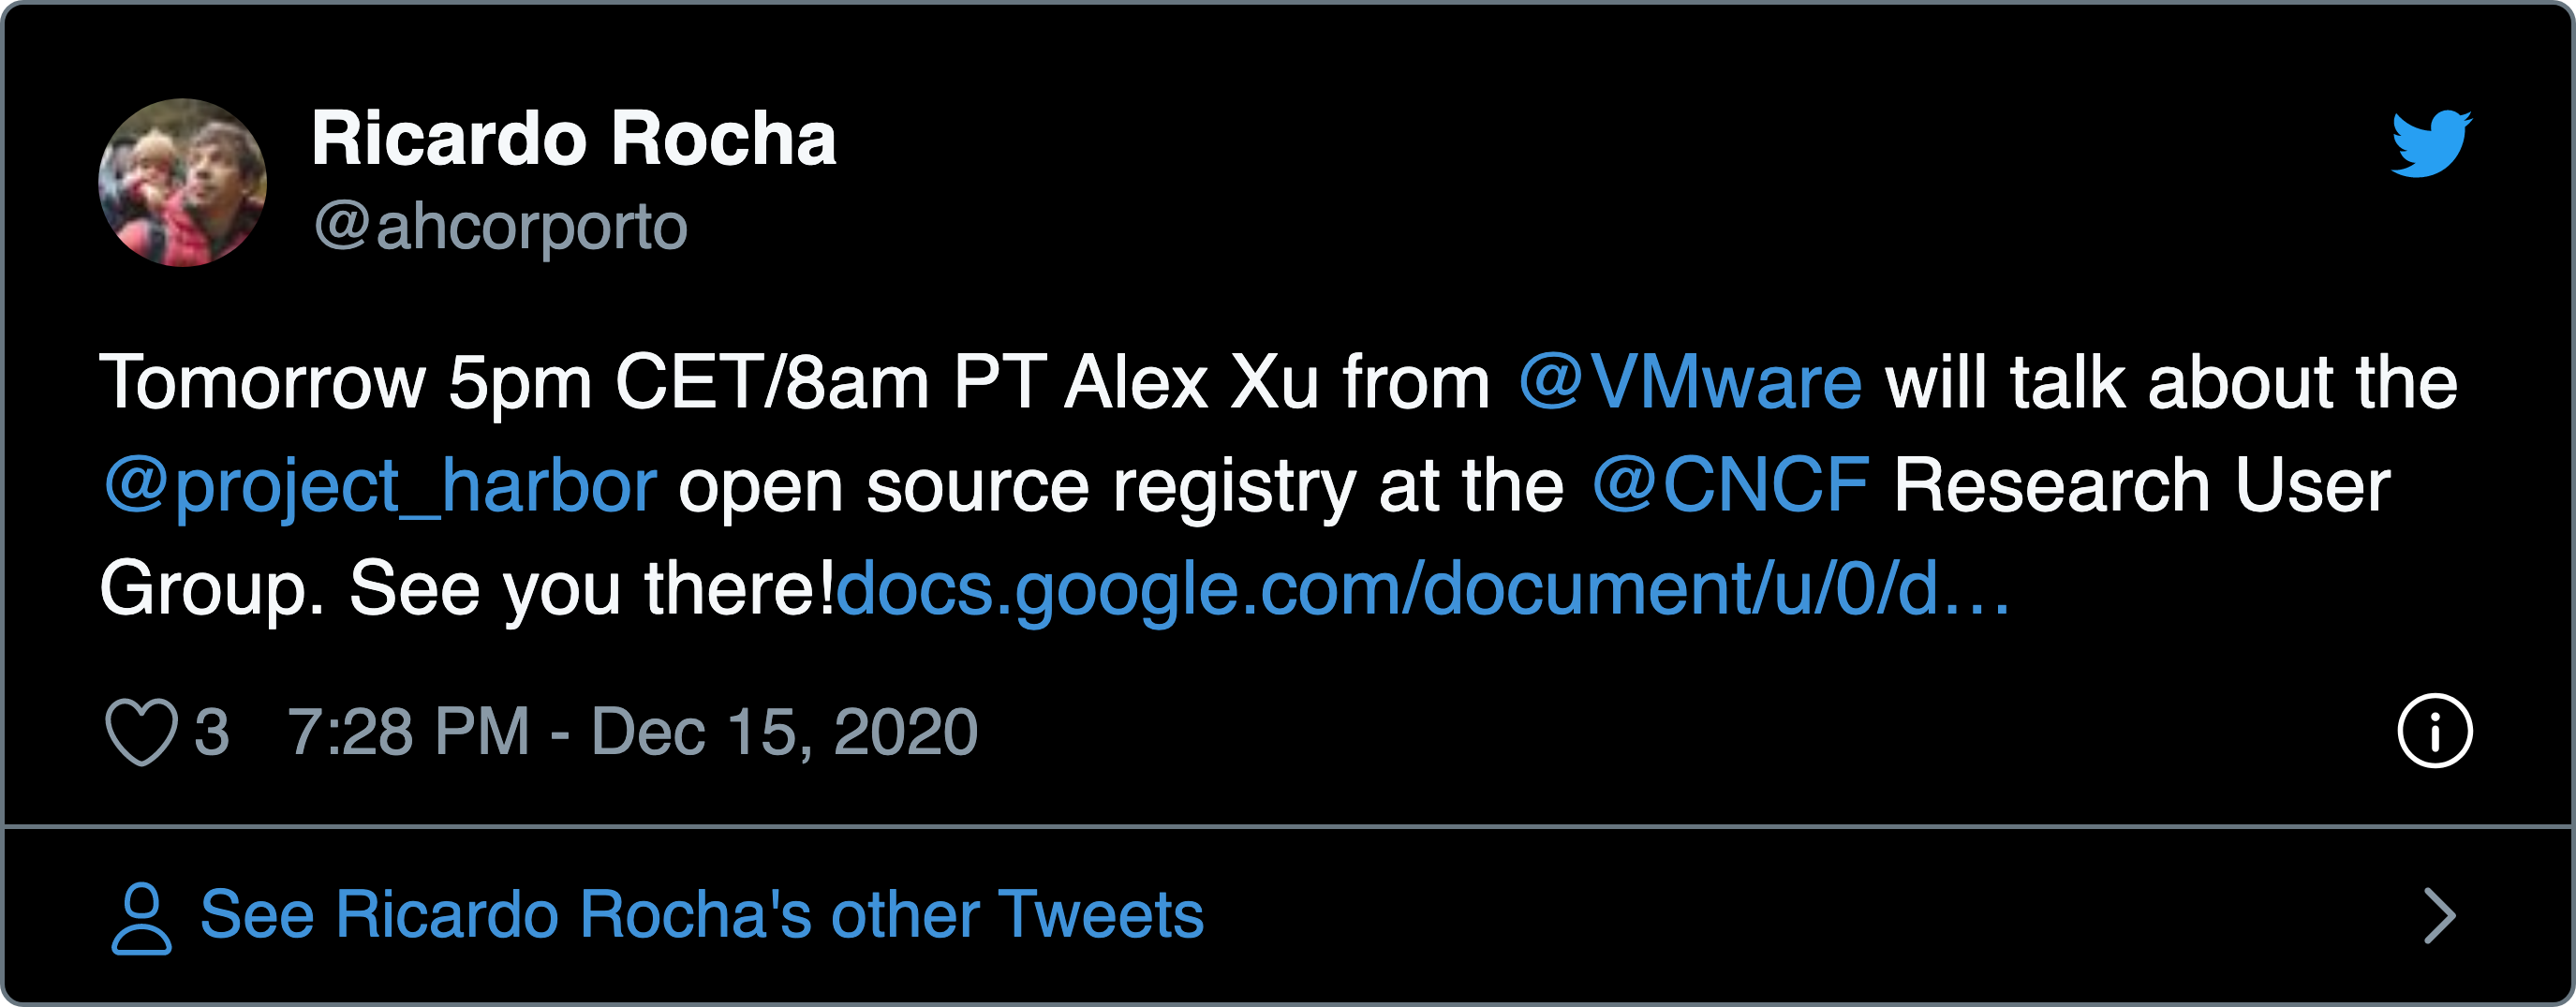 Ricardo Rocha
@ahcorporto
Tomorrow 5pm CET/8am PT Alex Xu from @VMware will talk about the
@project_harbor open source registry at the @CNCF Research User
Group. See you there!docs.google.com/document/u/0/d…
3 7:28 PM - Dec 15, 2020
See Ricardo Rocha's other Tweets